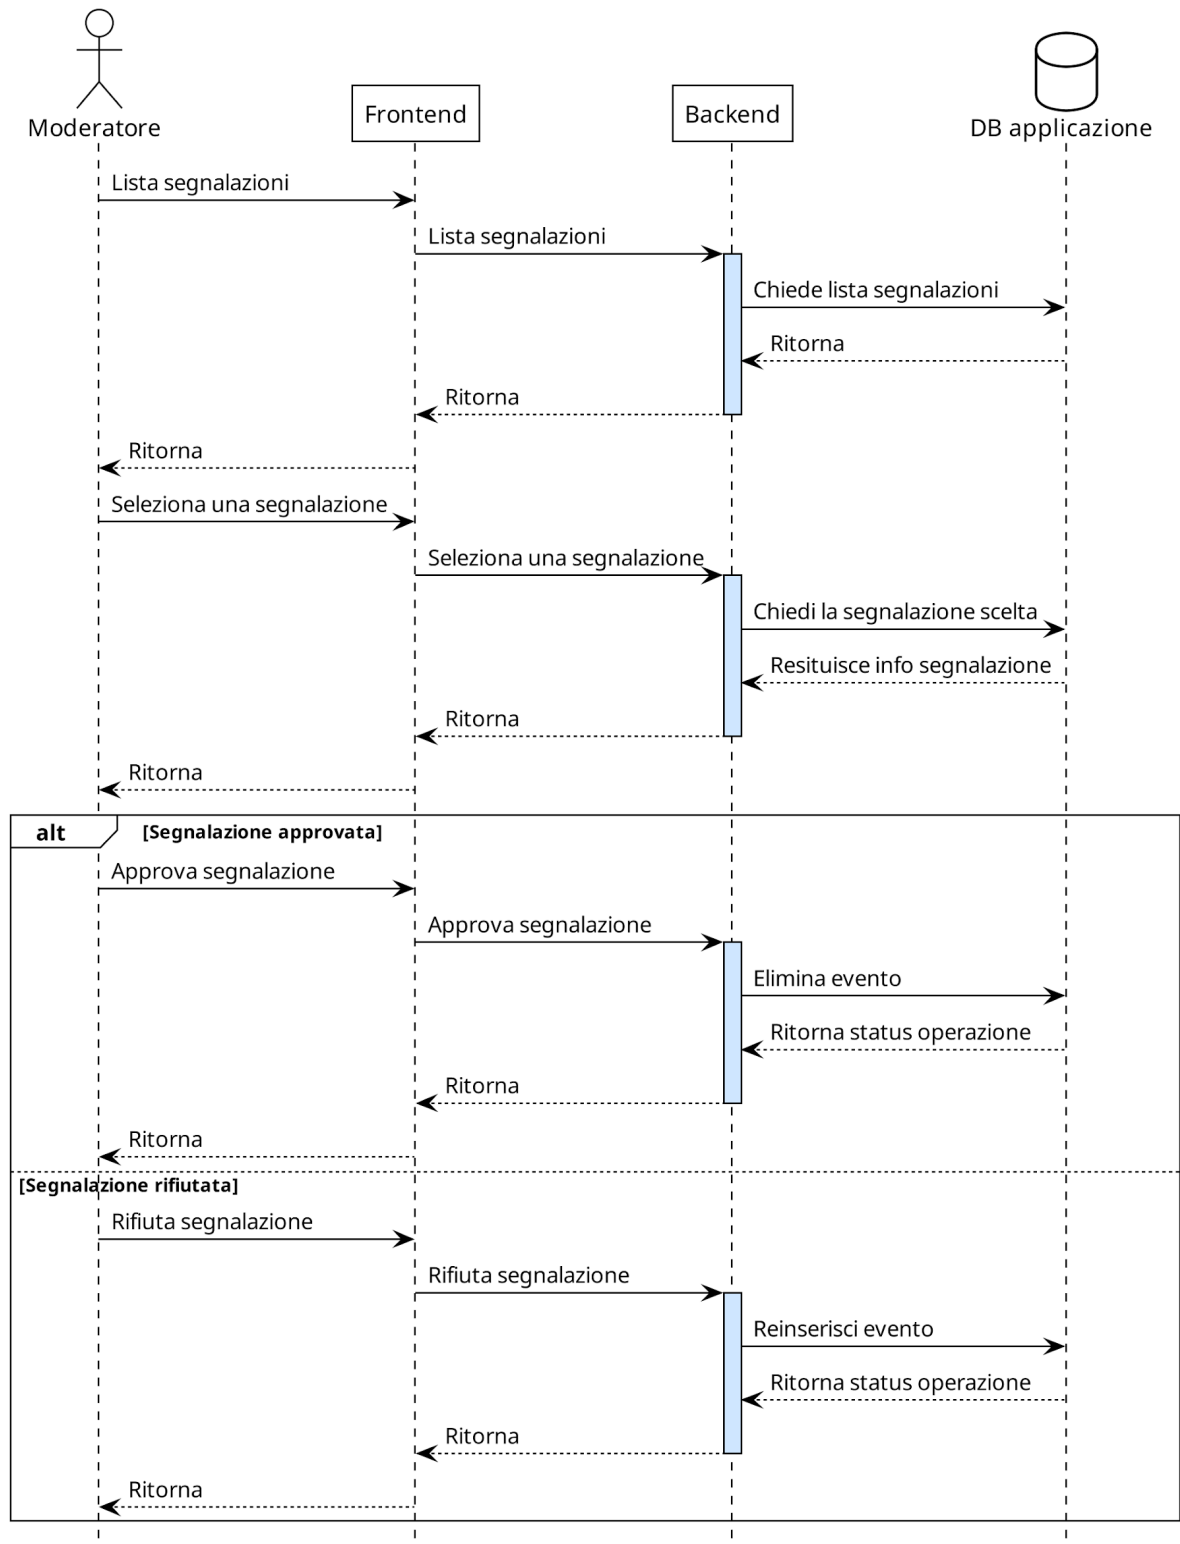 Moderatore
Frontend
Backend
DB applicazione
Lista segnalazioni
Lista segnalazioni
Chiede lista segnalazioni
Ritorna
Ritorna
Ritorna
Seleziona una segnalazione
Seleziona una segnalazione
Chiedi la segnalazione scelta
Resituisce info segnalazione
Ritorna
Ritorna
alt [Segnalazione approvata]
Approva segnalazione
Approva segnalazione
Elimina evento
Ritorna status operazione
Ritorna
Ritorna
[Segnalazione rifiutata]
Rifiuta segnalazione
Rifiuta segnalazione
Reinserisci evento
Ritorna status operazione
Ritorna
Ritorna